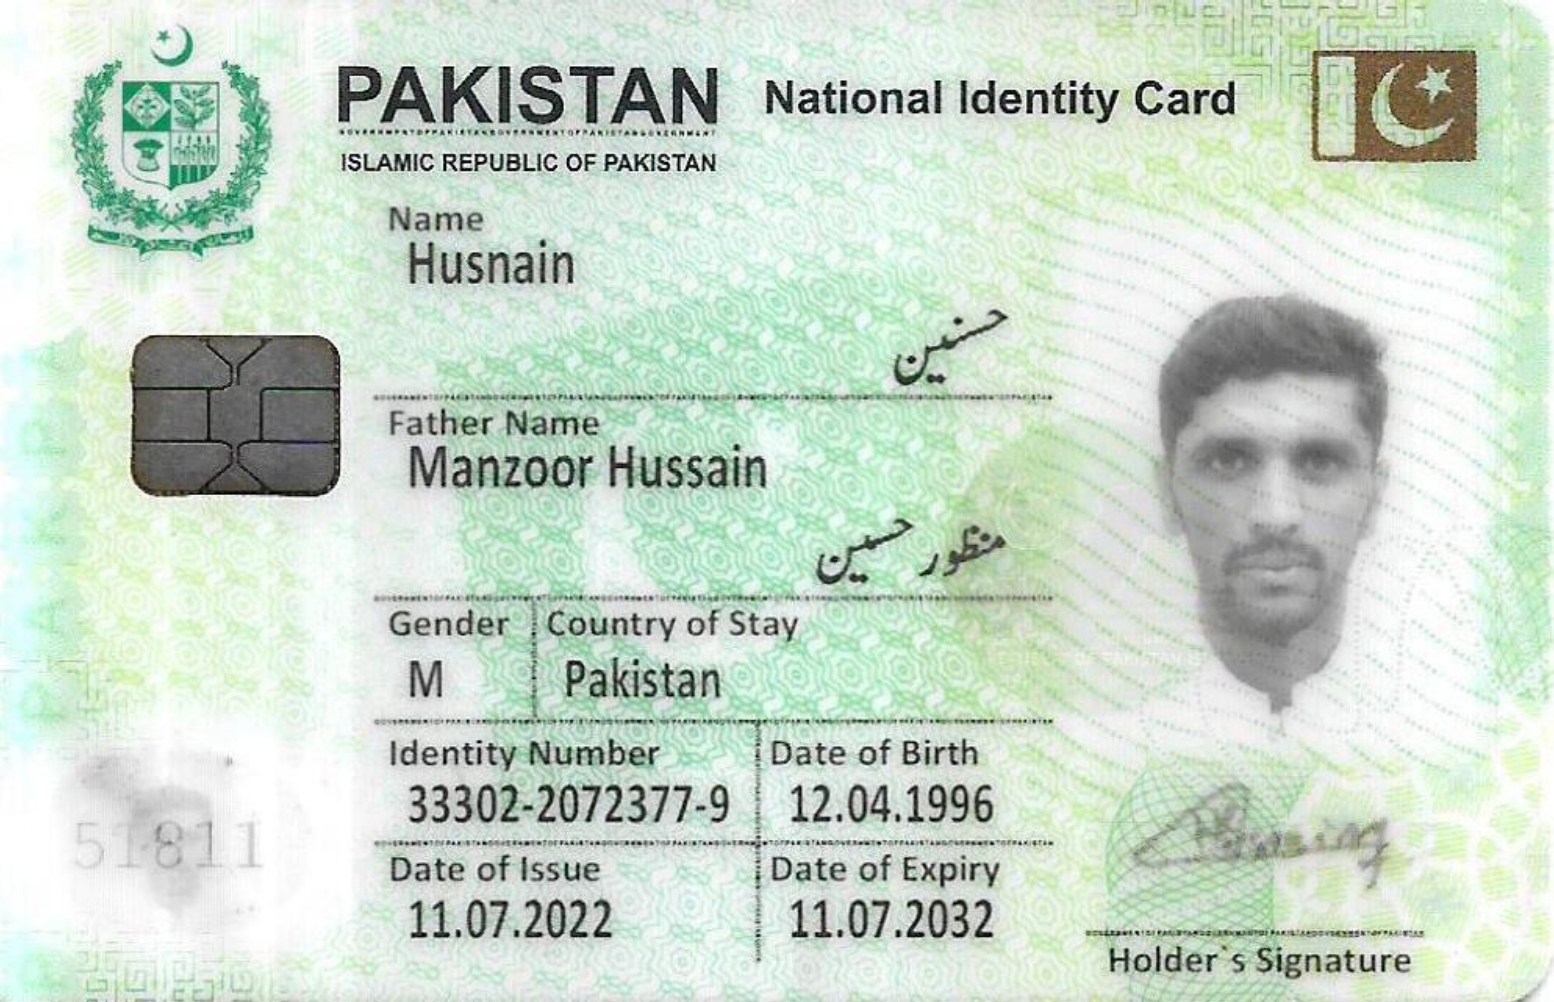 PAKISTAN National Identity Card
ISLAMIC REPUBLIC OF PAKISTAN
Name
Husnain
حسنین
Father Name
Manzoor Hussain
منظور حسین
Gender Country of Stay
M Pakistan
Identity Number Date of Birth
33302-2072377-9 12.04.1996
51811
Date of Issue Date of Expiry
11.07.2022 11.07.2032
Holder`s Signature